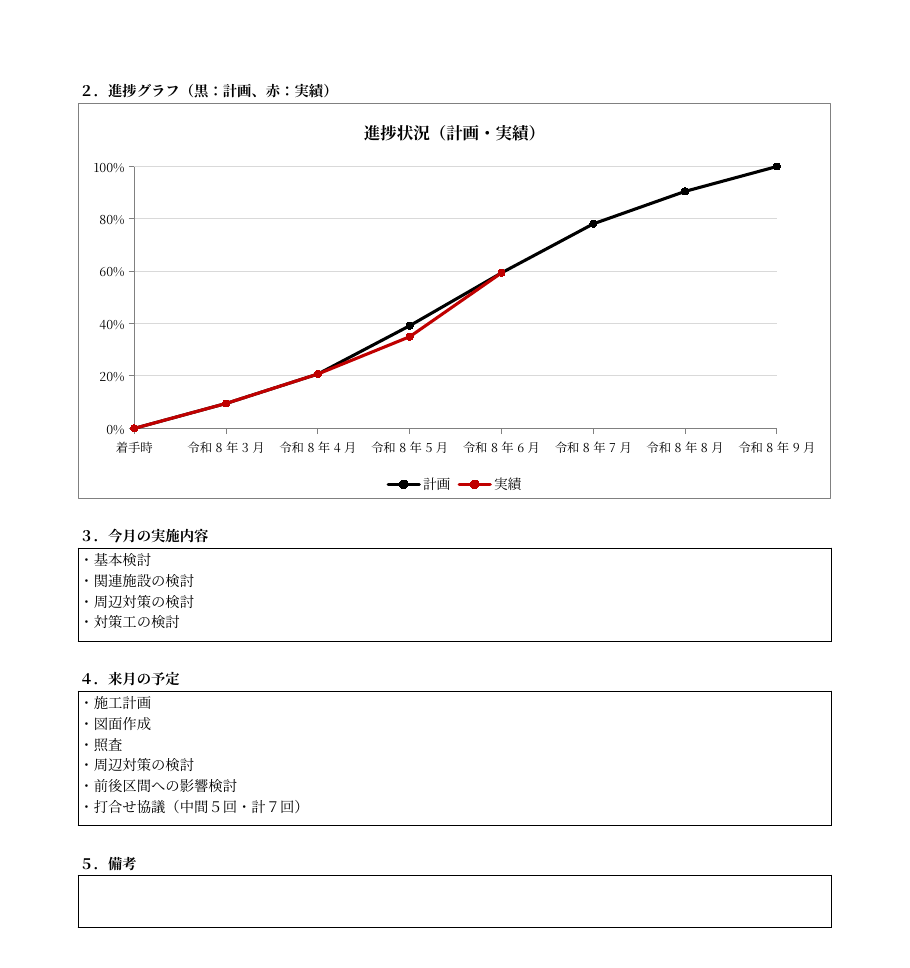 ２．進捗グラフ（黒：計画、赤：実績）
進捗状況（計画・実績）
100%
80%
60%
40%
20%
0%
着手時 令和８年３月 令和８年４月 令和８年５月 令和８年６月 令和８年７月 令和８年８月 令和８年９月
計画 実績
３．今月の実施内容
・基本検討
・関連施設の検討
・周辺対策の検討
・対策工の検討
４．来月の予定
・施工計画
・図面作成
・照査
・周辺対策の検討
・前後区間への影響検討
・打合せ協議（中間５回・計７回）
５．備考